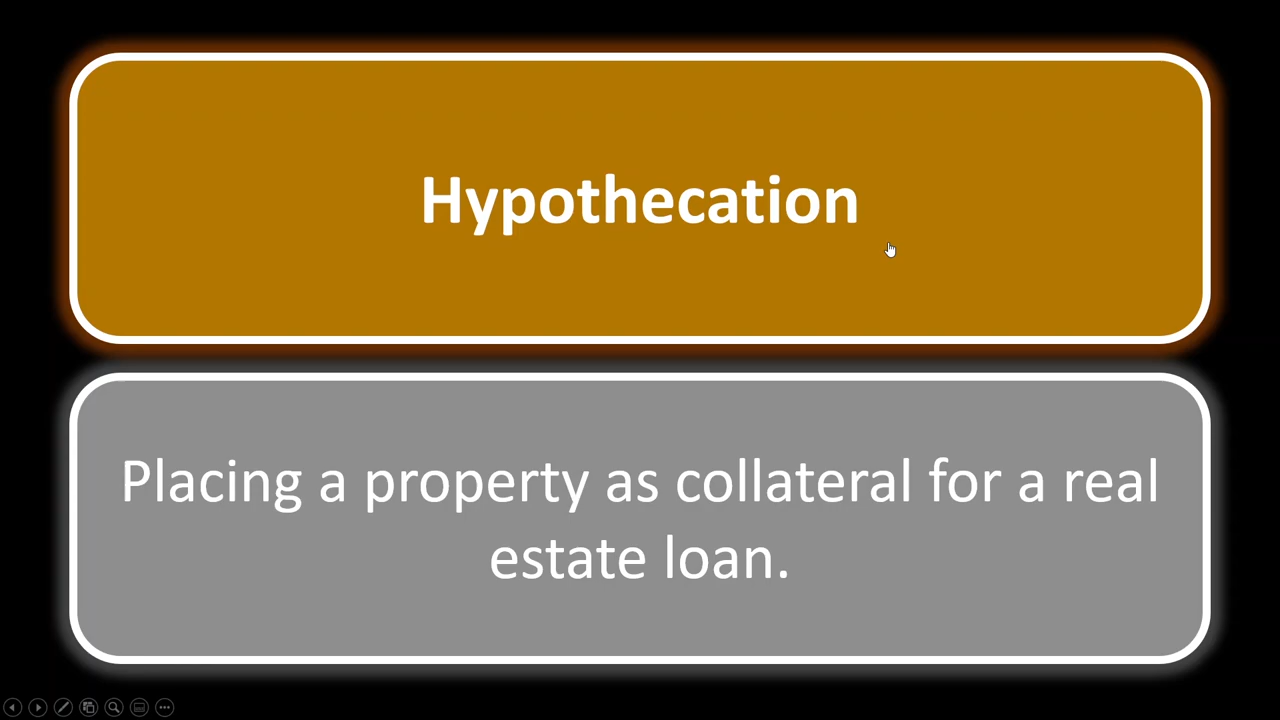 Hypothecation
Placing a property as collateral for a real
estate loan.